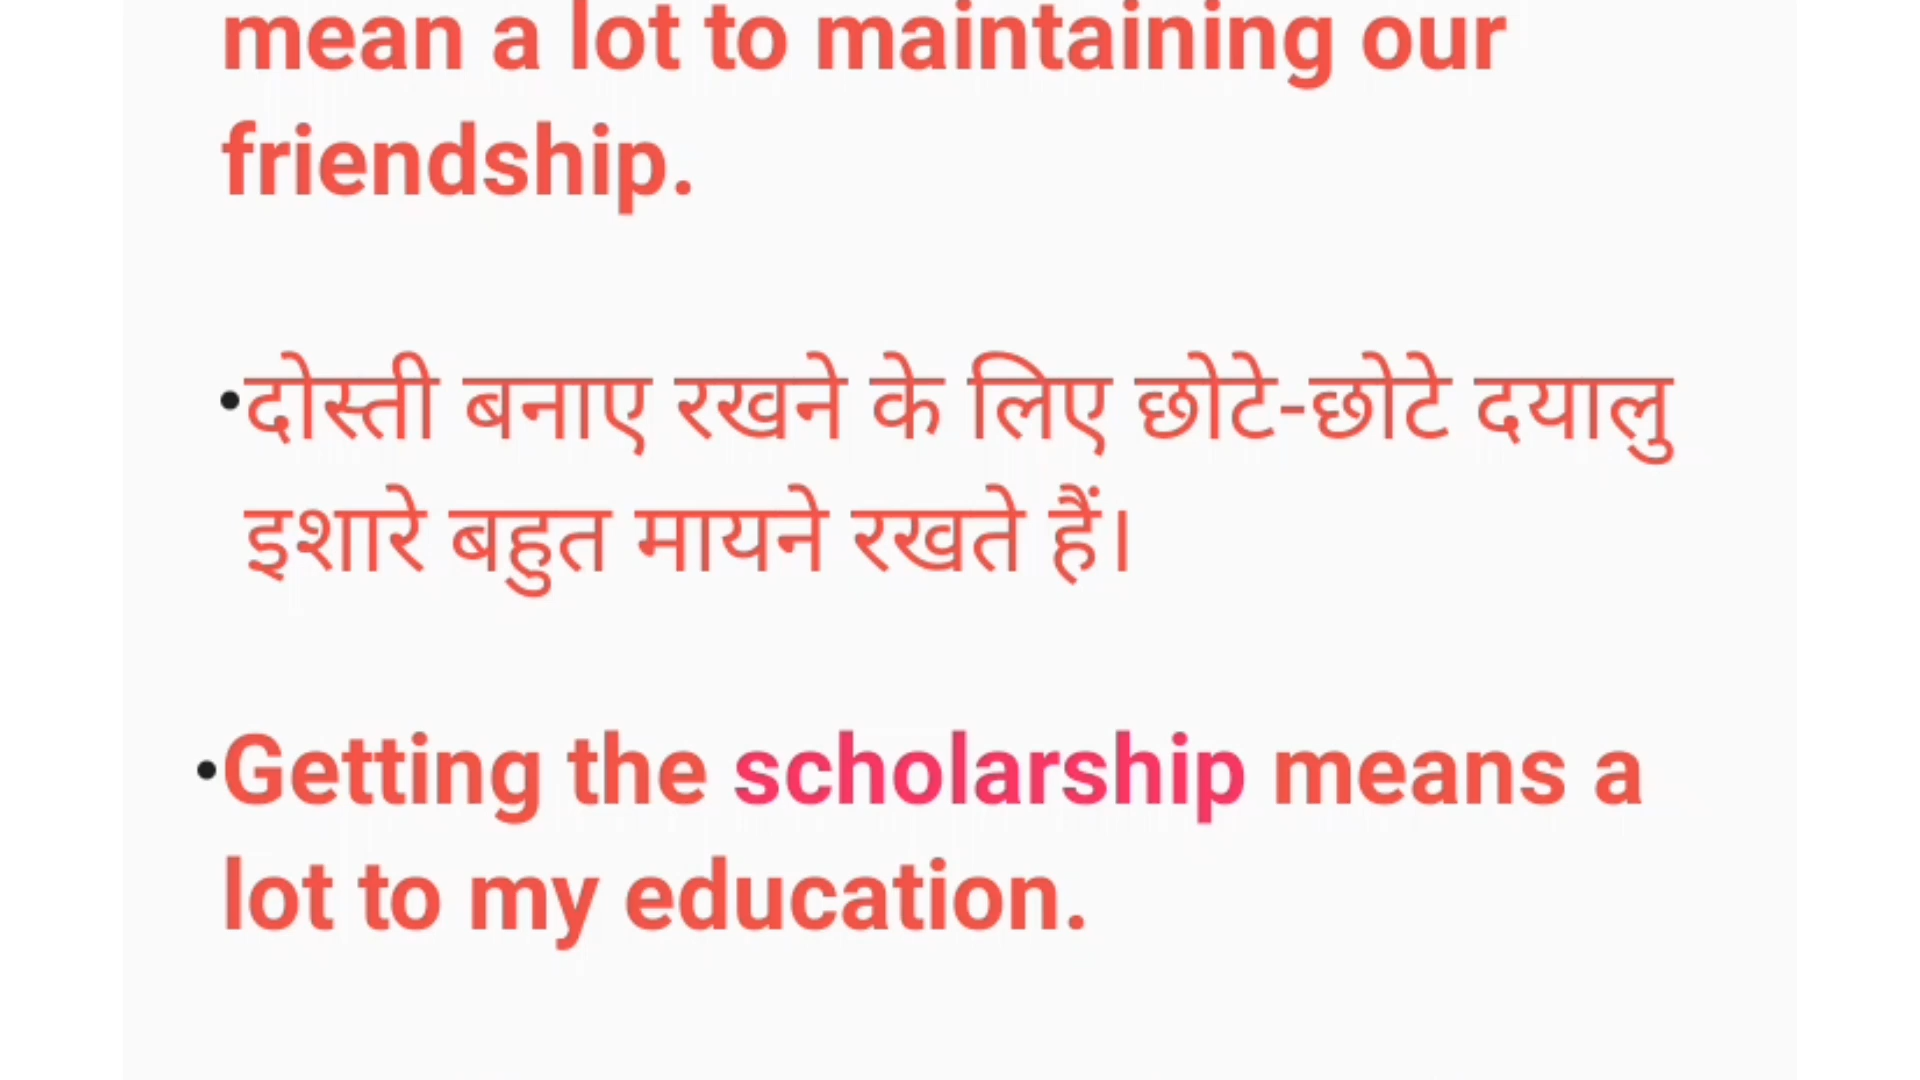 mean a lot to maintaining our
friendship.
•दोस्ती बनाए रखने के लिए छोटे-छोटे दयालु
इशारे बहुत मायने रखते हैं।
•Getting the scholarship means a
lot to my education.